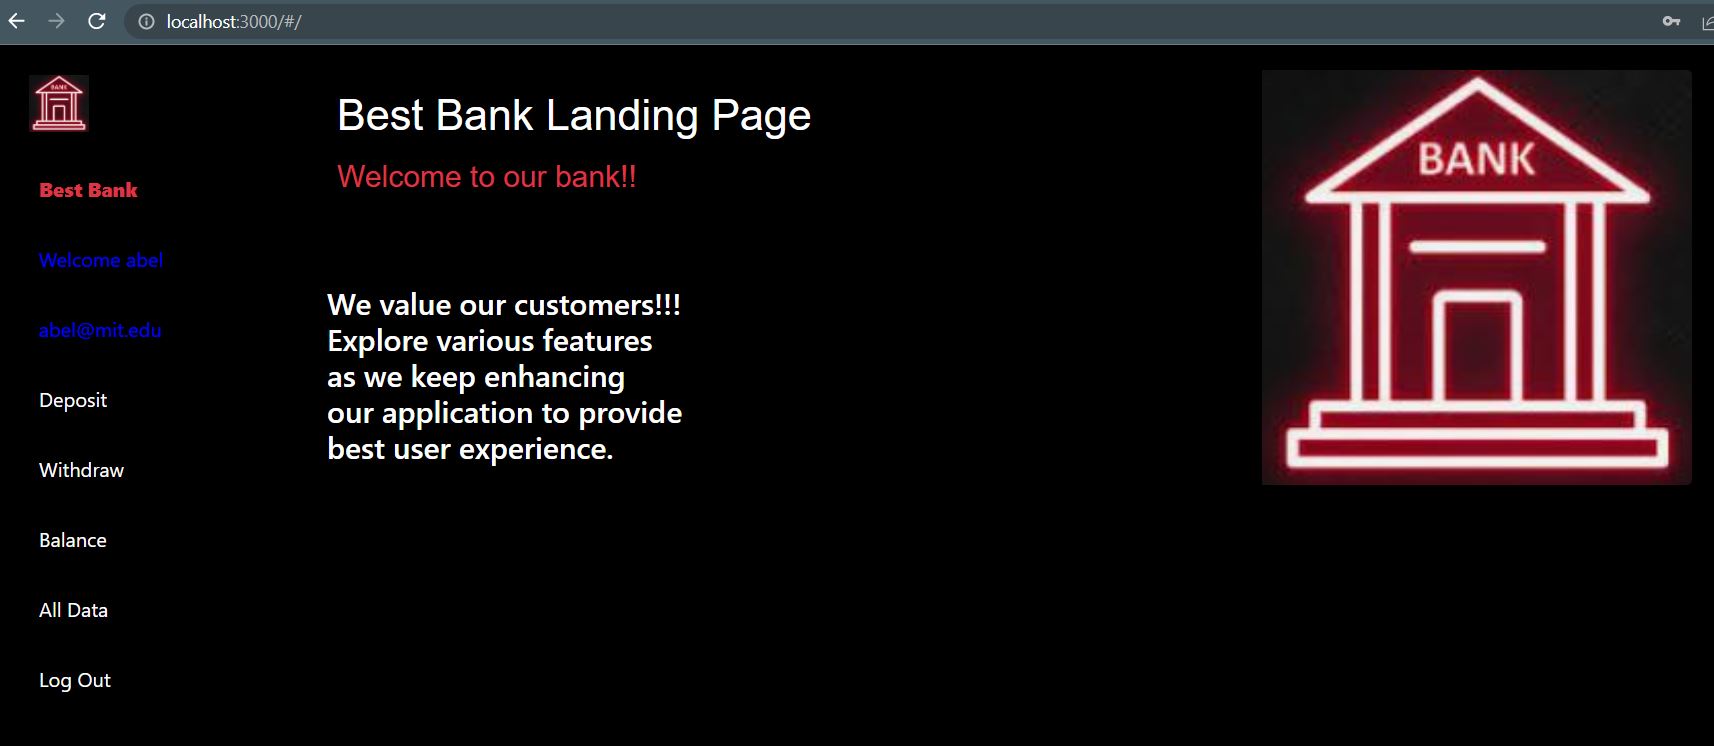 localhost:3000/#/
BANK
Best Bank
Welcome abel
abel@mit.edu
Deposit
Withdraw
Balance
All Data
Log Out
Best Bank Landing Page
Welcome to our bank!!
We value our customers!!!
Explore various features
as we keep enhancing
our application to provide
best user experience.
BANK